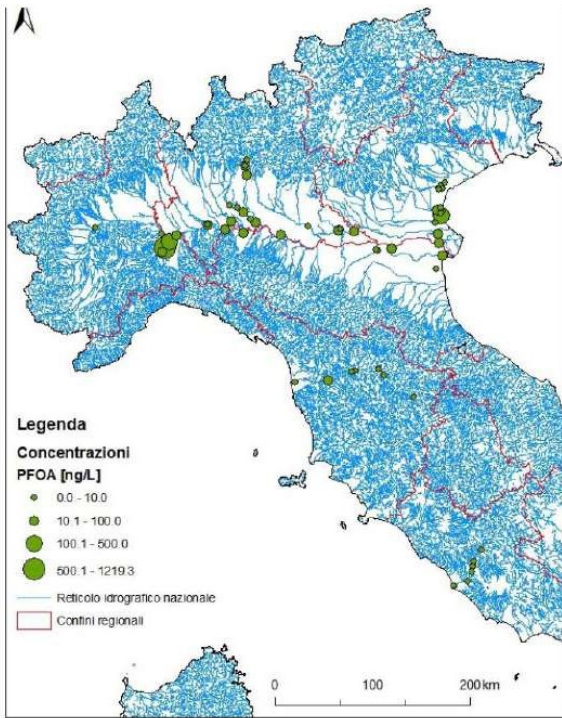 Legenda
Concentrazioni
PFOA [ng/L]
0.0 - 10.0
10.1 - 100.0
100.1 - 500.0
500.1 - 1219.3
Reticolo idrografico nazionale
Confini regionali
0 100 200 km